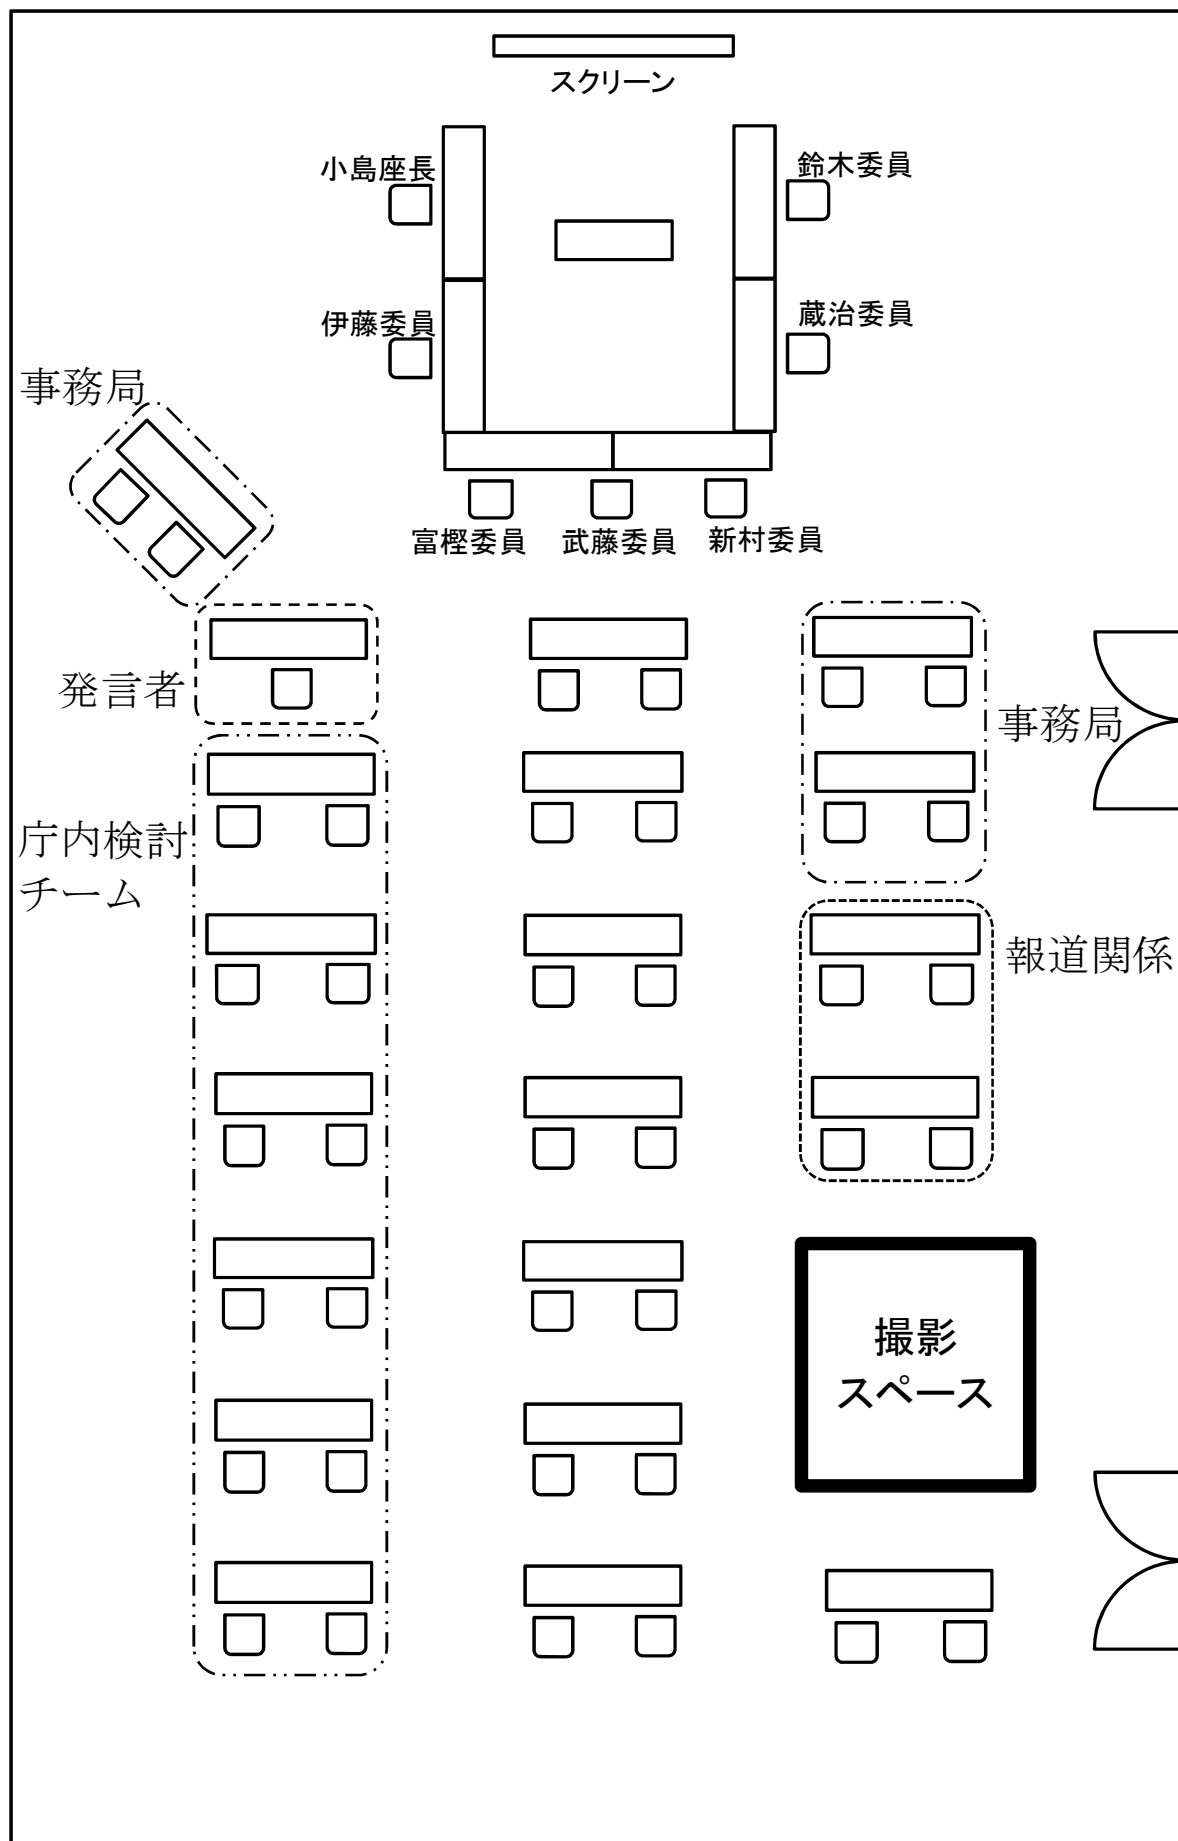 スクリーン
小島座長
鈴木委員
伊藤委員
蔵治委員
事務局
富樫委員
武藤委員
新村委員
発言者
事務局
庁内検討
チーム
報道関係
撮影
スペース